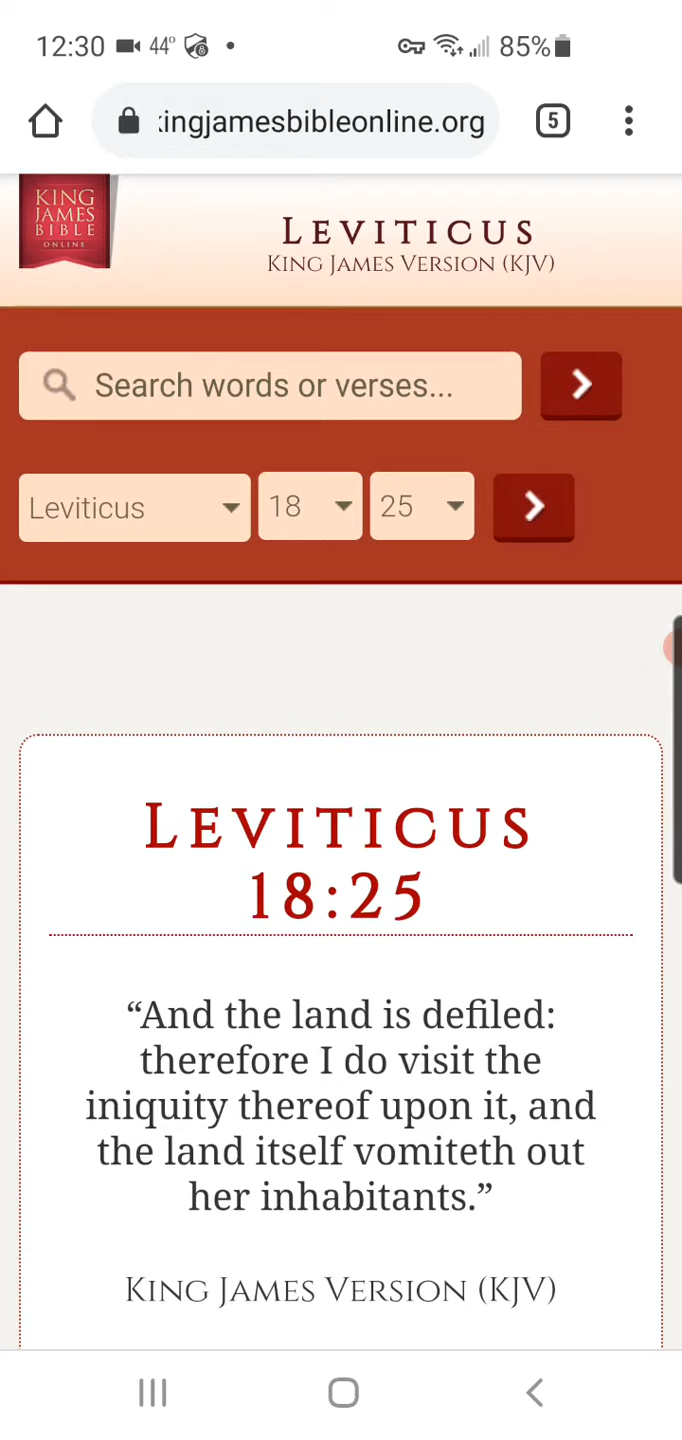 12:30 44° 85%
kingjamesbibleonline.org 5
KING
JAMES
BIBLE
ONLINE
LEVITICUS
KING JAMES VERSION (KJV)
Search words or verses...
Leviticus 18 25
LEVITICUS
18:25
“And the land is defiled:
therefore I do visit the
iniquity thereof upon it, and
the land itself vomiteth out
her inhabitants.”
KING JAMES VERSION (KJV)